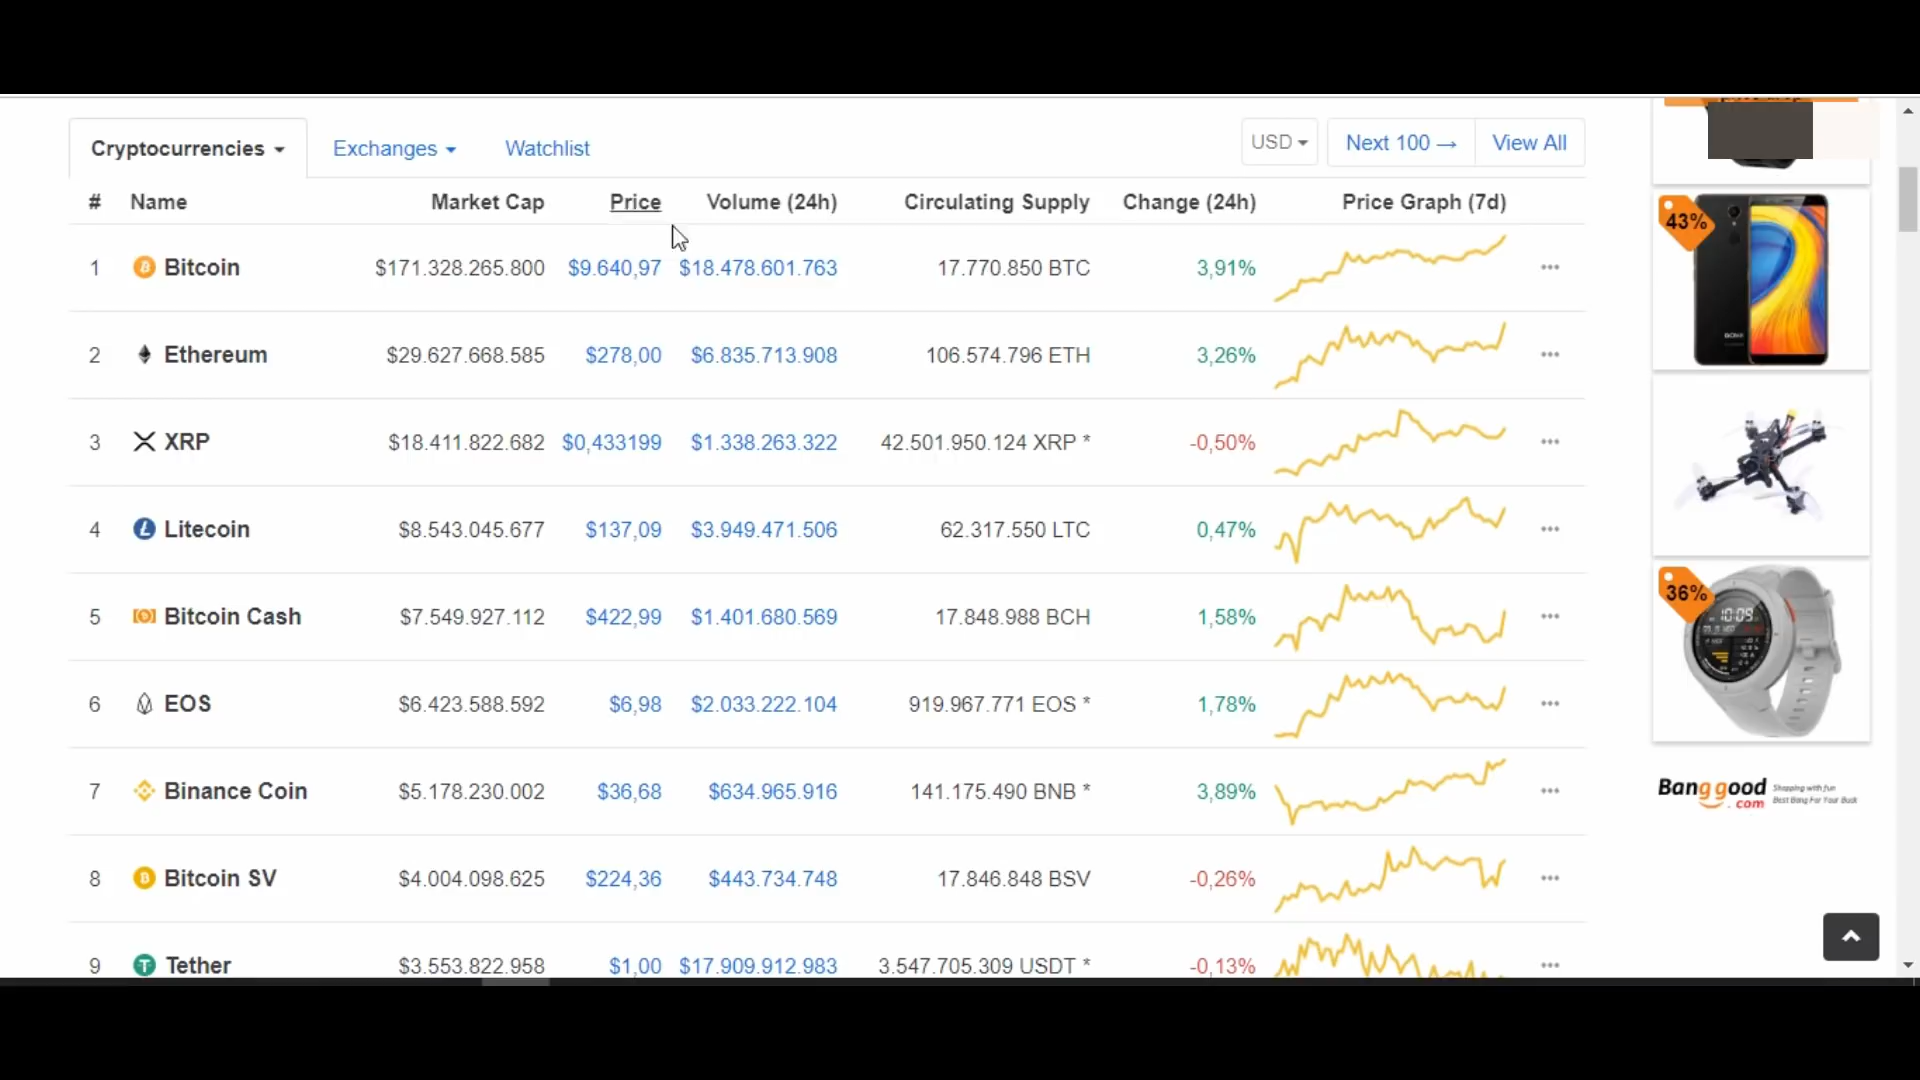 Cryptocurrencies Exchanges Watchlist USD Next 100 → View All
# Name Market Cap Price Volume (24h) Circulating Supply Change (24h) Price Graph (7d)
1 Bitcoin $171.328.265.800 $9.640,97 $18.478.601.763 17.770.850 BTC 3,91%
2 Ethereum $29.627.668.585 $278,00 $6.835.713.908 106.574.796 ETH 3,26%
3 XRP $18.411.822.682 $0,433199 $1.338.263.322 42.501.950.124 XRP * -0,50%
4 Litecoin $8.543.045.677 $137,09 $3.949.471.506 62.317.550 LTC 0,47%
5 Bitcoin Cash $7.549.927.112 $422,99 $1.401.680.569 17.848.988 BCH 1,58%
6 EOS $6.423.588.592 $6,98 $2.033.222.104 919.967.771 EOS * 1,78%
7 Binance Coin $5.178.230.002 $36,68 $634.965.916 141.175.490 BNB * 3,89%
8 Bitcoin SV $4.004.098.625 $224,36 $443.734.748 17.846.848 BSV -0,26%
9 Tether $3.553.822.958 $1,00 $17.909.912.983 3.547.705.309 USDT * -0,13%
43%
36%
10:09
Banggood
.com
Shopping with fun
Best Bang For Your Buck